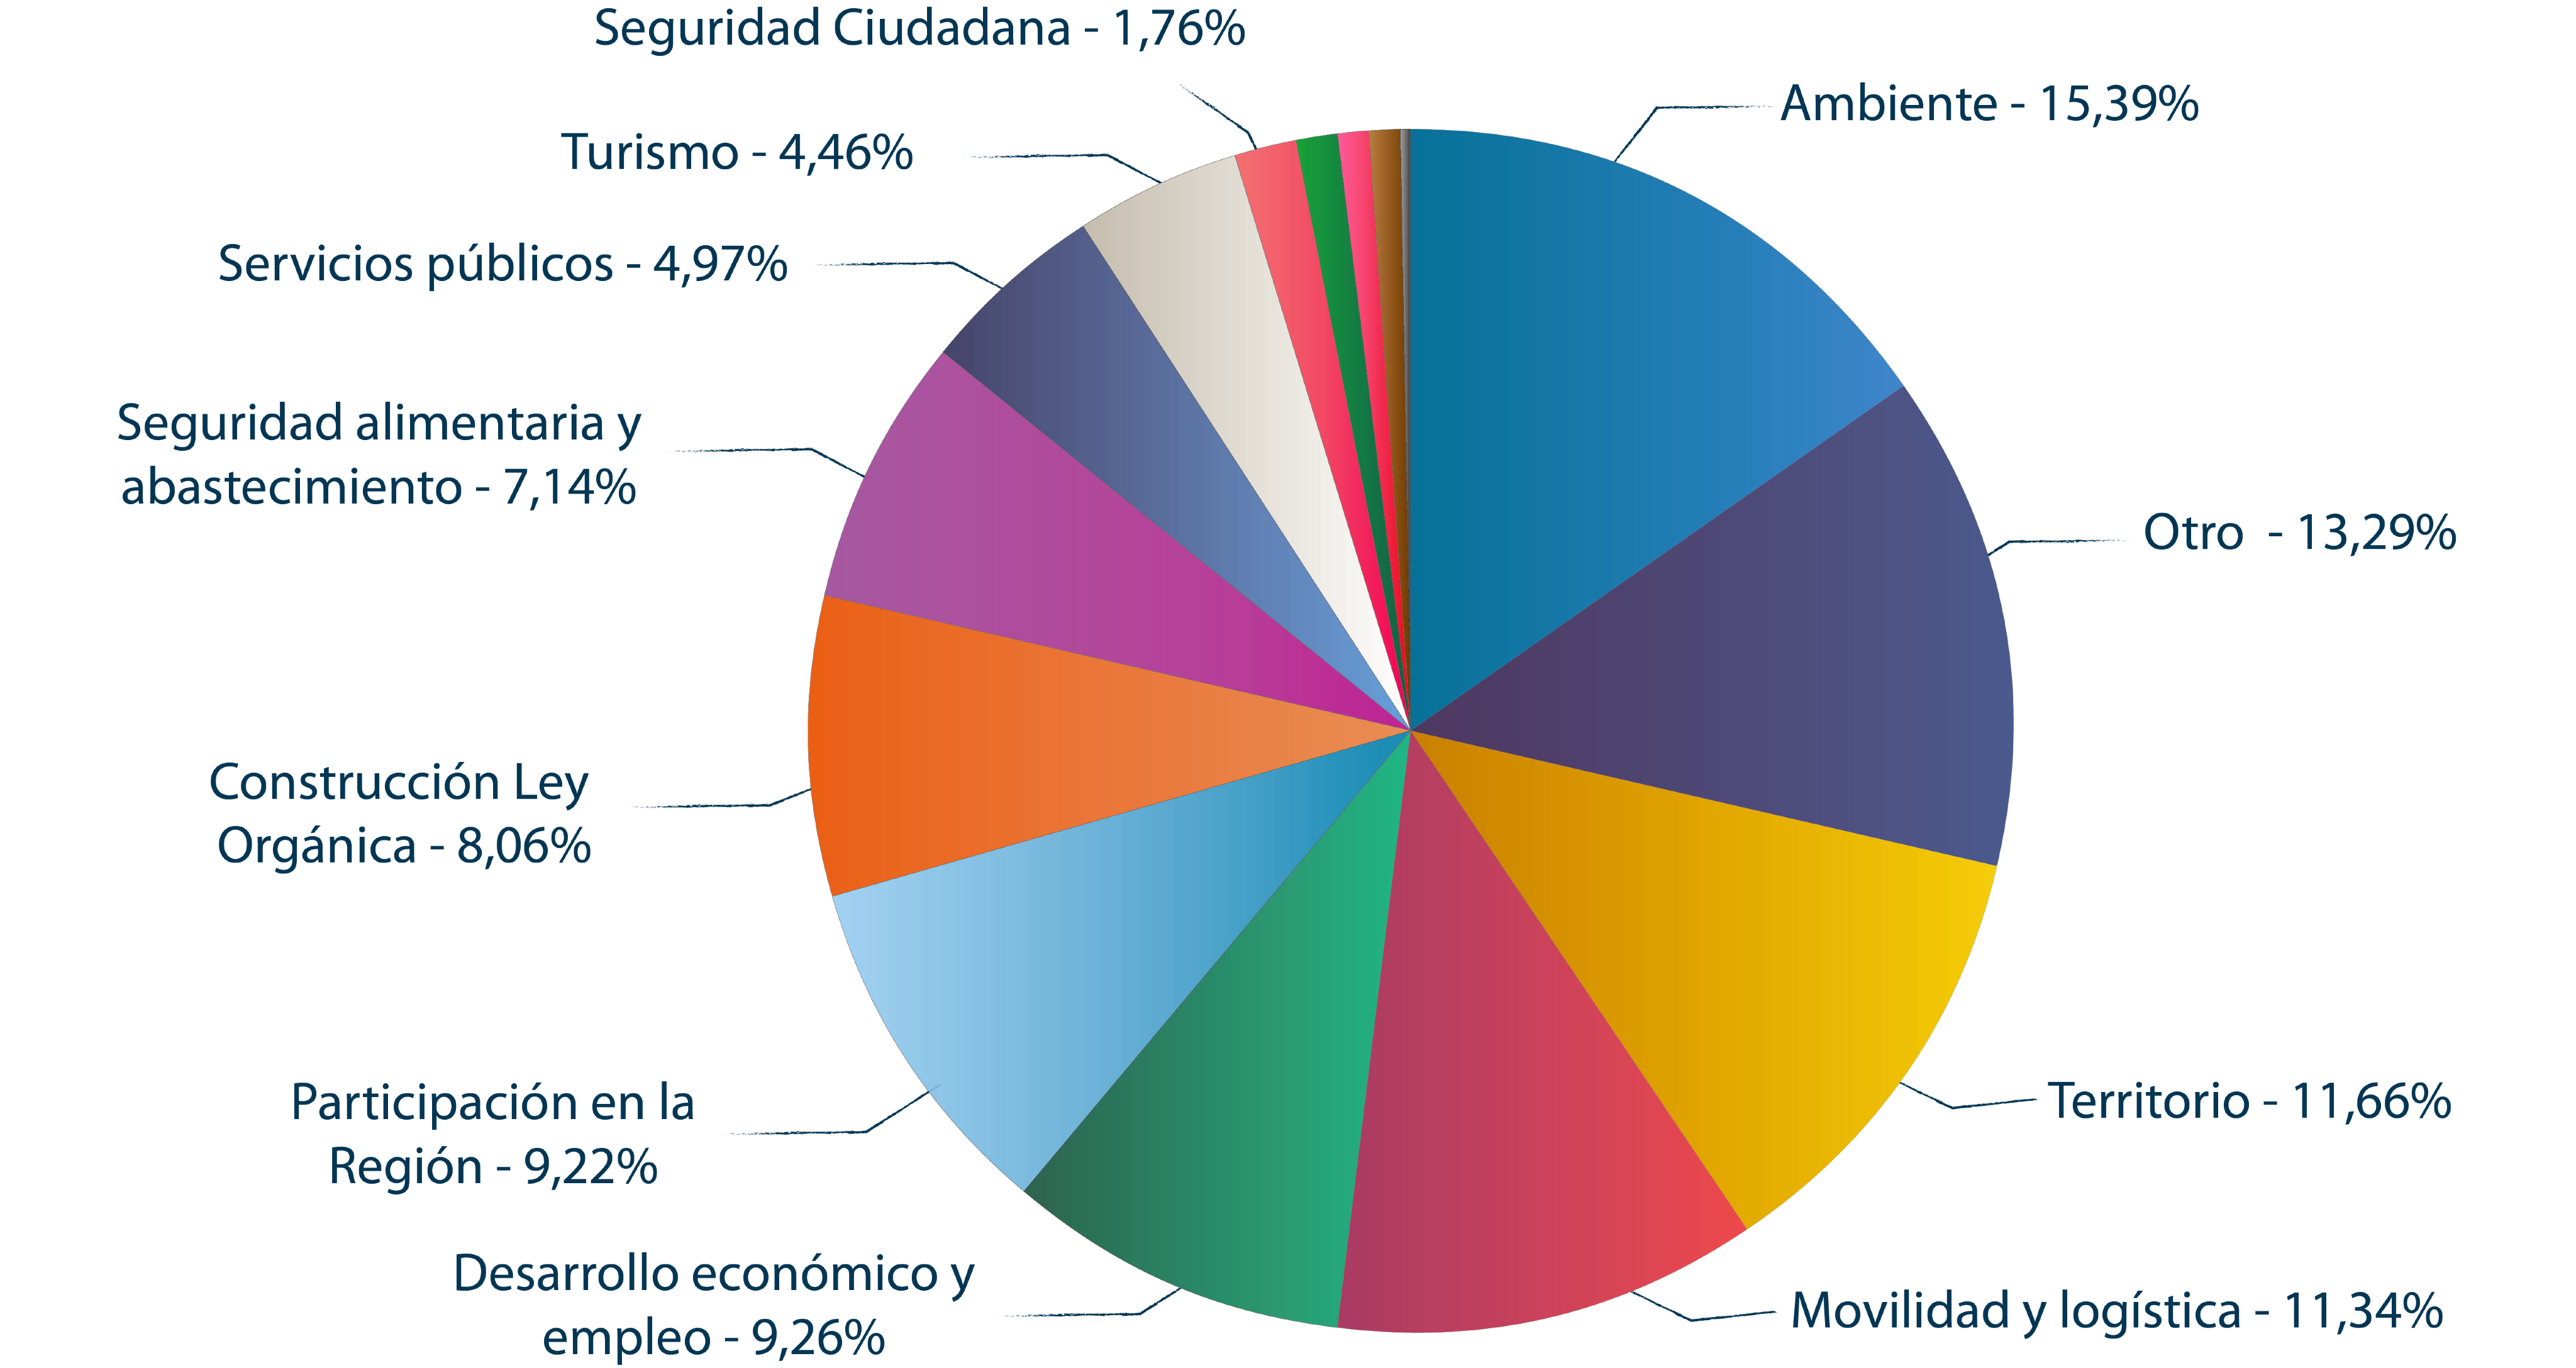 Seguridad Ciudadana - 1,76%
Ambiente - 15,39%
Turismo - 4,46%
Servicios públicos - 4,97%
Seguridad alimentaria y
abastecimiento - 7,14%
Otro - 13,29%
Construcción Ley
Orgánica - 8,06%
Participación en la
Región - 9,22%
Territorio - 11,66%
Desarrollo económico y
empleo - 9,26%
Movilidad y logística - 11,34%